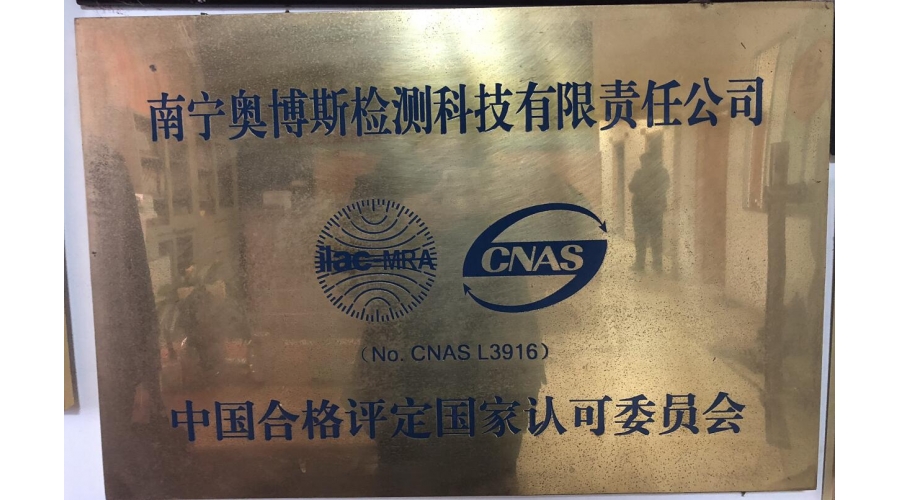 南宁奥博斯检测科技有限责任公司
ilac-MRA
CNAS
（No. CNAS L3916）
中国合格评定国家认可委员会